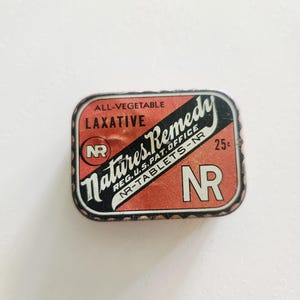 ALL-VEGETABLE
LAXATIVE
NR
Nature's Remedy
REG. U.S. PAT. OFFICE
NR-TABLETS-NR
25¢
NR